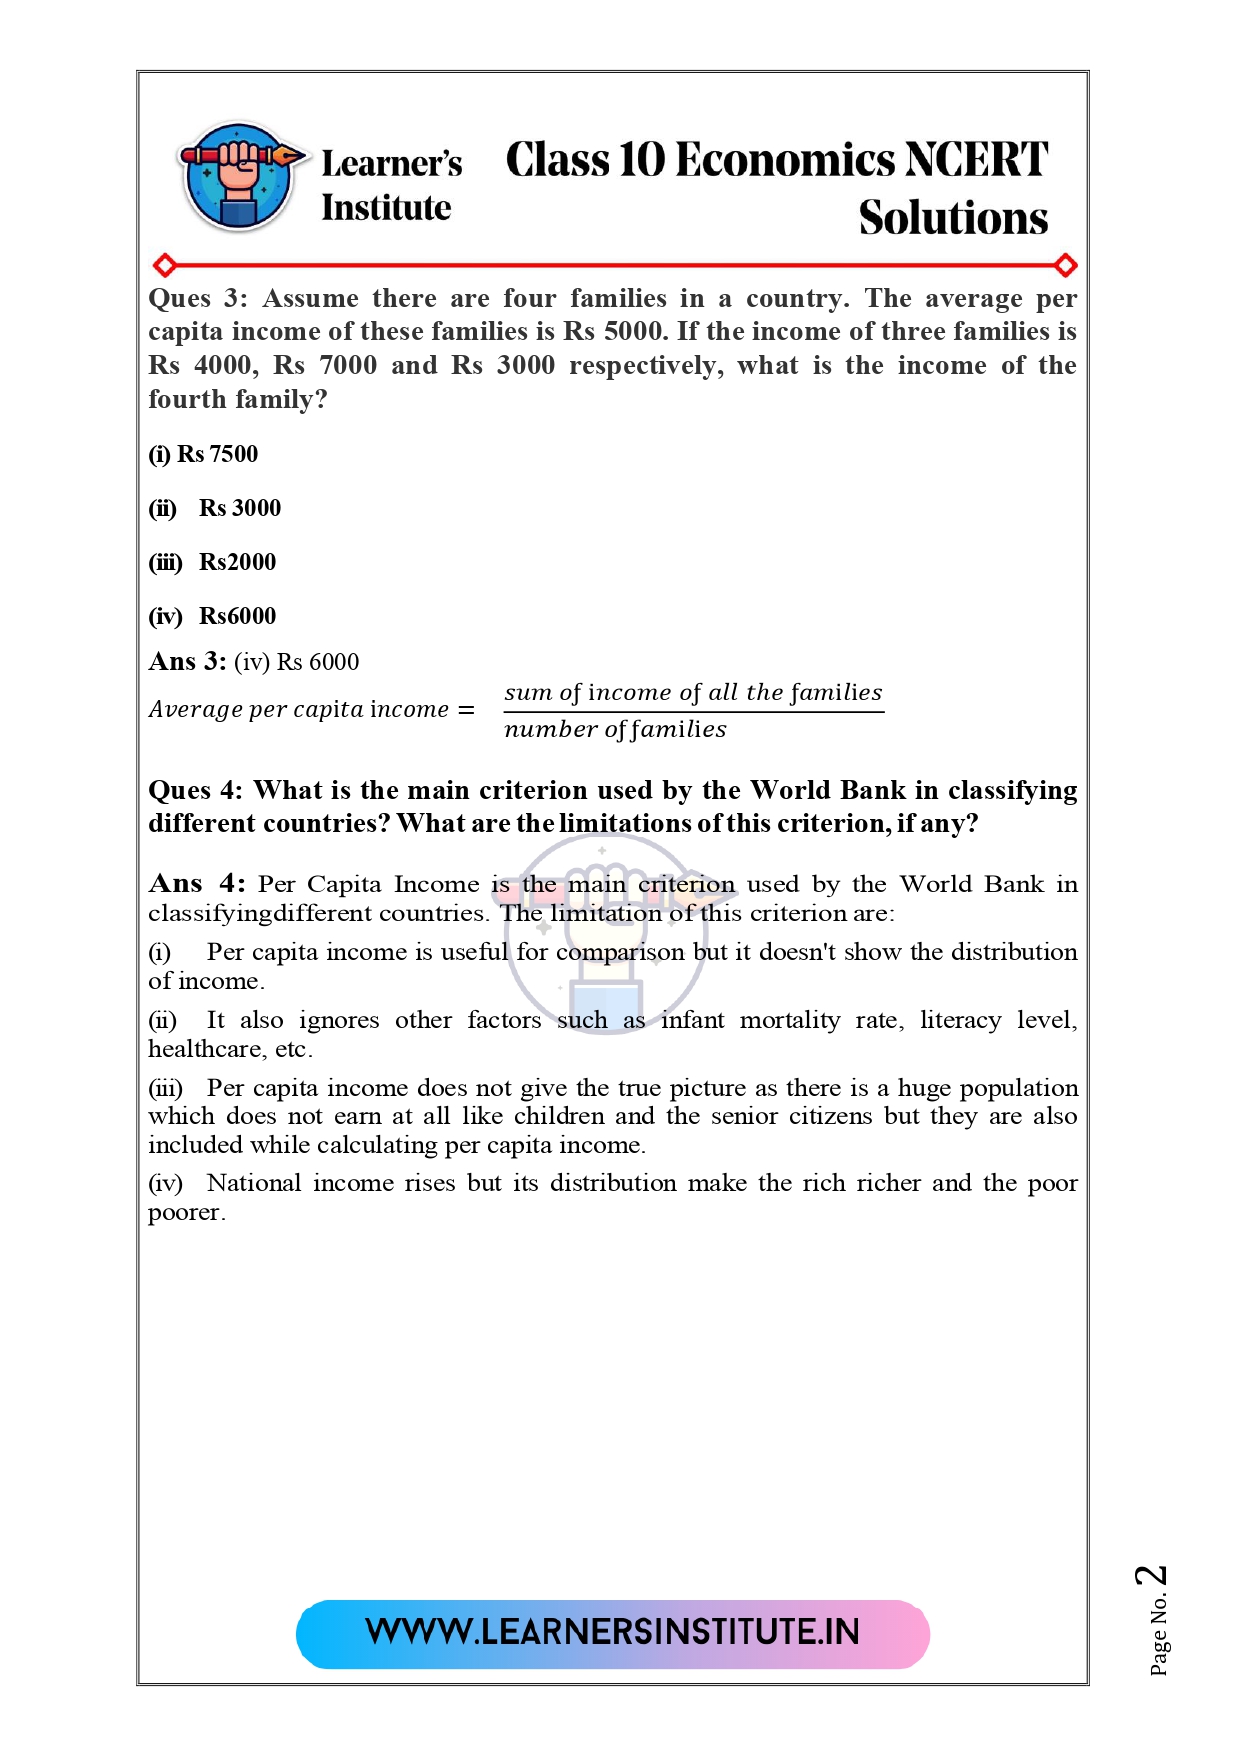 Learner's
Institute
Class 10 Economics NCERT
Solutions
Ques 3: Assume there are four families in a country. The average per
capita income of these families is Rs 5000. If the income of three families is
Rs 4000, Rs 7000 and Rs 3000 respectively, what is the income of the
fourth family?
(i) Rs 7500
(ii) Rs 3000
(iii) Rs2000
(iv) Rs6000
Ans 3: (iv) Rs 6000
Average per capita income = sum of income of all the families
number of families
Ques 4: What is the main criterion used by the World Bank in classifying
different countries? What are the limitations of this criterion, if any?
Ans 4: Per Capita Income is the main criterion used by the World Bank in
classifyingdifferent countries. The limitation of this criterion are:
(i) Per capita income is useful for comparison but it doesn't show the distribution
of income.
(ii) It also ignores other factors such as infant mortality rate, literacy level,
healthcare, etc.
(iii) Per capita income does not give the true picture as there is a huge population
which does not earn at all like children and the senior citizens but they are also
included while calculating per capita income.
(iv) National income rises but its distribution make the rich richer and the poor
poorer.
WWW.LEARNERSINSTITUTE.IN
Page No. 2